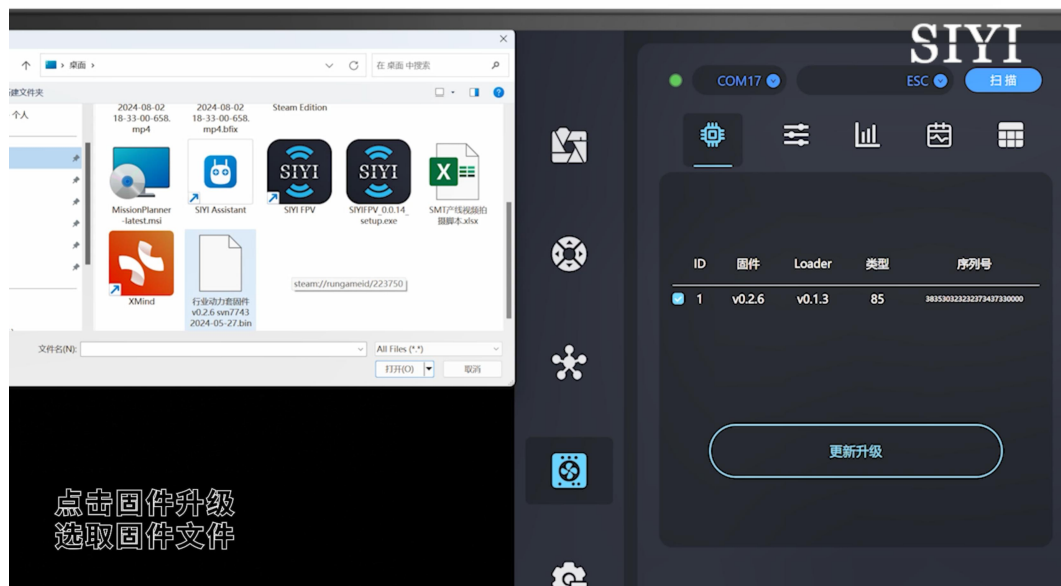 SIYI
桌面
在 桌面 中搜索
建文件夹
个人
2024-08-02
18-33-00-658.
mp4
2024-08-02
18-33-00-658.
mp4.bfix
Steam Edition
SIYI
SIYI
MissionPlanner
-latest.msi
SIYI Assistant
SIYI FPV
SIYIFPV_0.0.14_
setup.exe
SMT产线视频拍
摄脚本.xlsx
XMind
行业动力套固件
v0.2.6 svn7743
2024-05-27.bin
steam://rungameid/223750
文件名(N):
All Files (*.*)
打开(O)
取消
COM17
ESC
扫描
ID 固件 Loader 类型 序列号
1 v0.2.6 v0.1.3 85 383530323232373437330000
更新升级
点击固件升级
选取固件文件